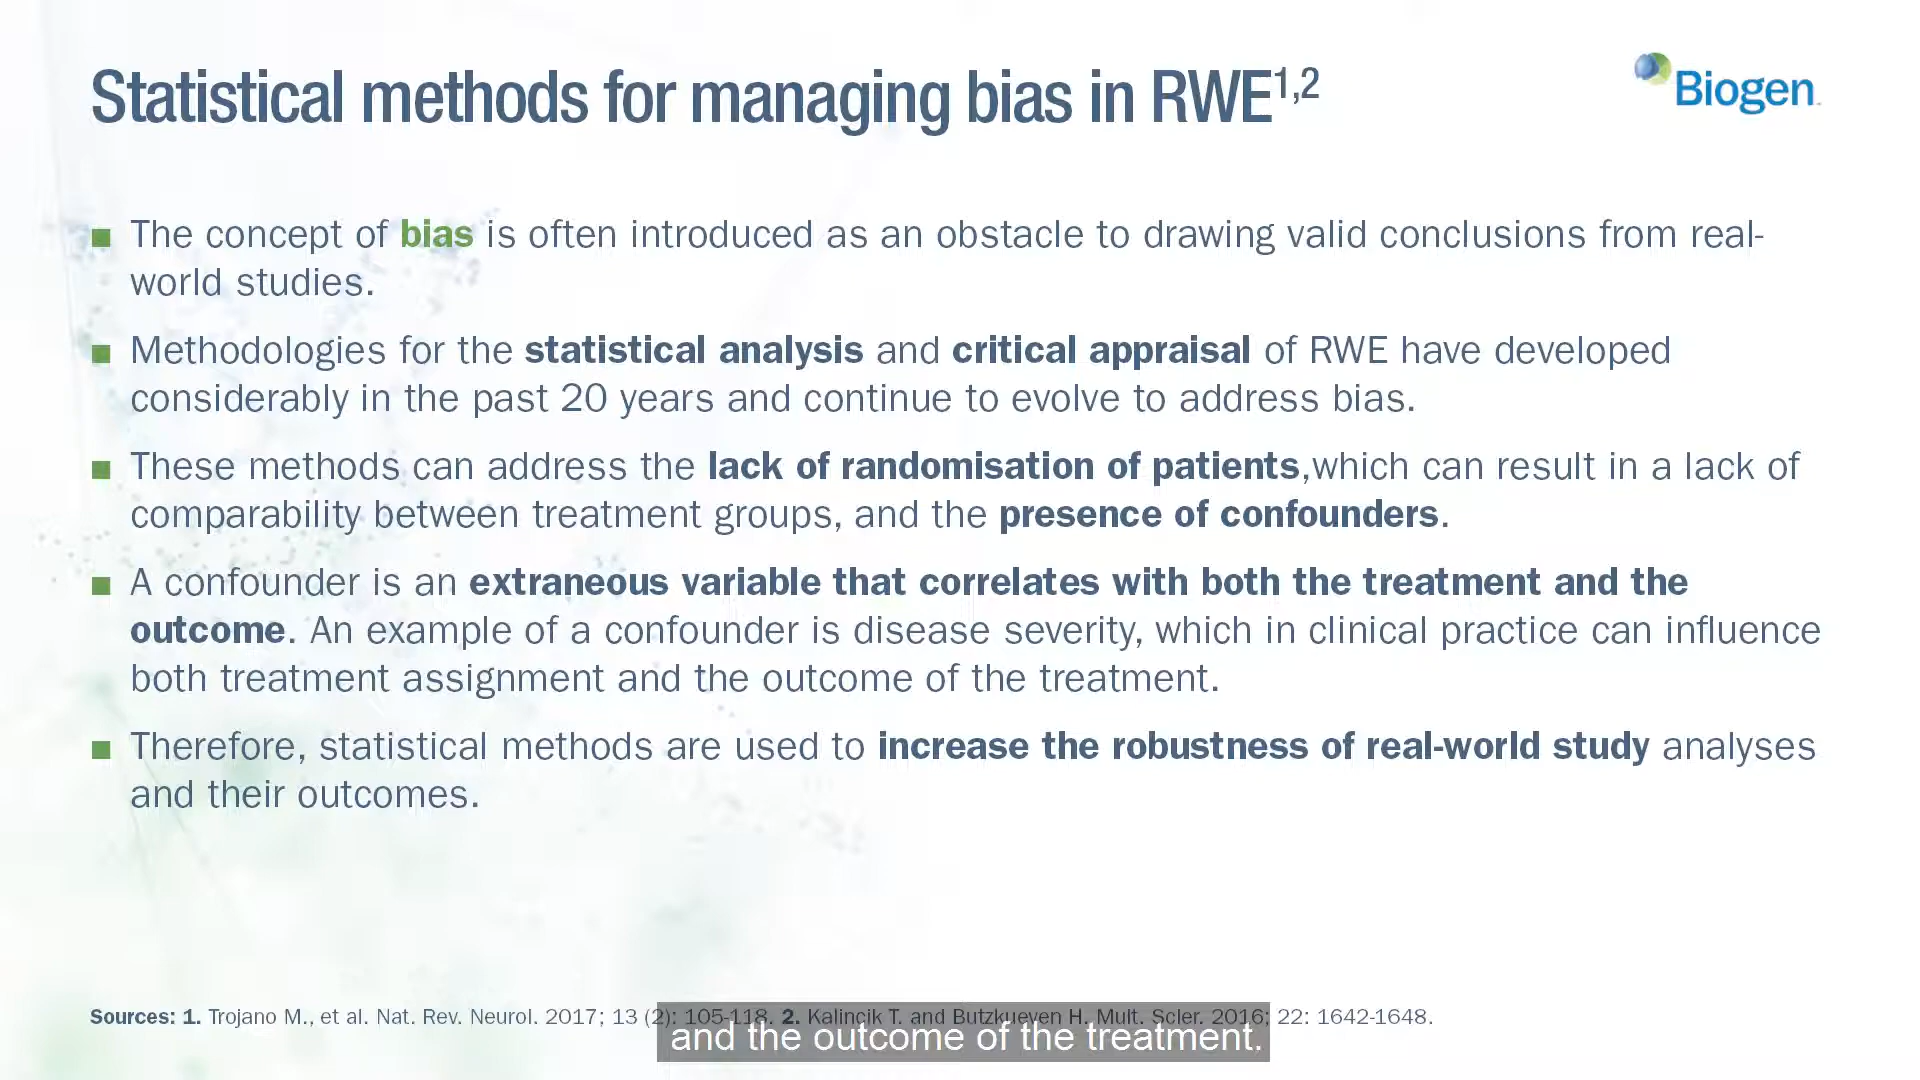 Statistical methods for managing bias in RWE1,2
Biogen
The concept of bias is often introduced as an obstacle to drawing valid conclusions from real-
world studies.
Methodologies for the statistical analysis and critical appraisal of RWE have developed
considerably in the past 20 years and continue to evolve to address bias.
These methods can address the lack of randomisation of patients,which can result in a lack of
comparability between treatment groups, and the presence of confounders.
A confounder is an extraneous variable that correlates with both the treatment and the
outcome. An example of a confounder is disease severity, which in clinical practice can influence
both treatment assignment and the outcome of the treatment.
Therefore, statistical methods are used to increase the robustness of real-world study analyses
and their outcomes.
Sources: 1. Trojano M., et al. Nat. Rev. Neurol. 2017; 13 (2): 105-118. 2. Kalincik T. and Butzkueven H. Mult. Scler. 2016; 22: 1642-1648.
and the outcome of the treatment.